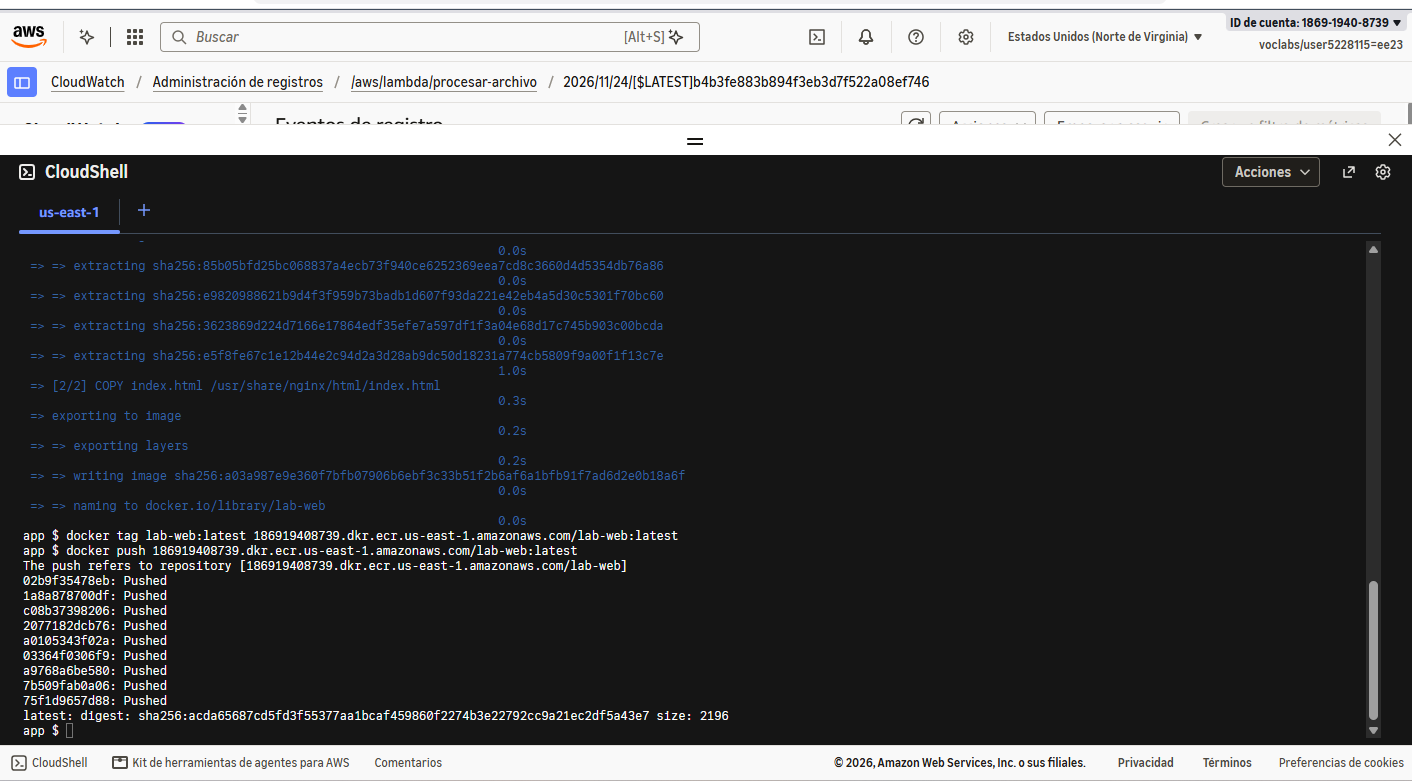 aws
Buscar
[Alt+S]
Estados Unidos (Norte de Virginia) ▼
ID de cuenta: 1869-1940-8739 ▼
voclabs/user5228115=ee23
CloudWatch / Administración de registros / /aws/lambda/procesar-archivo / 2026/11/24/[$LATEST]b4b3fe883b894f3eb3d7f522a08ef746
Eventos de registro
CloudShell
Acciones
us-east-1
+
0.0s
=> => extracting sha256:85b05bfd25bc068837a4ecb73f940ce6252369eea7cd8c3660d4d5354db76a86
0.0s
=> => extracting sha256:e9820988621b9d4f3f959b73badb1d607f93da221e42eb4a5d30c5301f70bc60
0.0s
=> => extracting sha256:3623869d224d7166e17864edf35efe7a597df1f3a04e68d17c745b903c00bcda
0.0s
=> => extracting sha256:e5f8fe67c1e12b44e2c94d2a3d28ab9dc50d18231a774cb5809f9a00f1f13c7e
1.0s
=> [2/2] COPY index.html /usr/share/nginx/html/index.html
0.3s
=> exporting to image
0.2s
=> => exporting layers
0.2s
=> => writing image sha256:a03a987e9e360f7bfb07906b6ebf3c33b51f2b6af6a1bfb91f7ad6d2e0b18a6f
0.0s
=> => naming to docker.io/library/lab-web
0.0s
app $ docker tag lab-web:latest 186919408739.dkr.ecr.us-east-1.amazonaws.com/lab-web:latest
app $ docker push 186919408739.dkr.ecr.us-east-1.amazonaws.com/lab-web:latest
The push refers to repository [186919408739.dkr.ecr.us-east-1.amazonaws.com/lab-web]
02b9f35478eb: Pushed
1a8a878700df: Pushed
c08b37398206: Pushed
2077182dcb76: Pushed
a0105343f02a: Pushed
03364f0306f9: Pushed
a9768a6be580: Pushed
7b509fab0a06: Pushed
75f1d9657d88: Pushed
latest: digest: sha256:acda65687cd5fd3f55377aa1bcaf459860f2274b3e22792cc9a21ec2df5a43e7 size: 2196
app $
CloudShell
Kit de herramientas de agentes para AWS
Comentarios
© 2026, Amazon Web Services, Inc. o sus filiales.
Privacidad
Términos
Preferencias de cookies